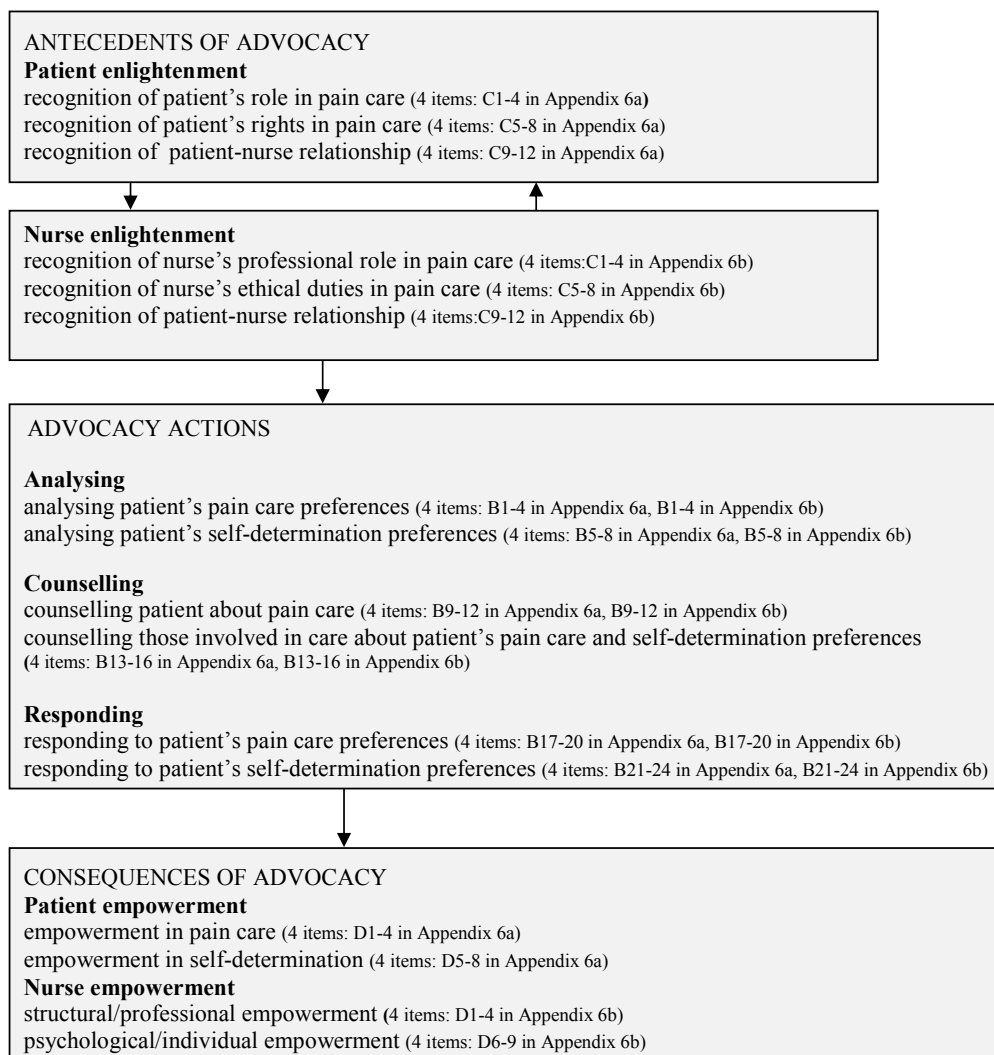 ANTECEDENTS OF ADVOCACY
Patient enlightenment
recognition of patient's role in pain care (4 items: C1-4 in Appendix 6a)
recognition of patient's rights in pain care (4 items: C5-8 in Appendix 6a)
recognition of patient-nurse relationship (4 items: C9-12 in Appendix 6a)
Nurse enlightenment
recognition of nurse's professional role in pain care (4 items:C1-4 in Appendix 6b)
recognition of nurse's ethical duties in pain care (4 items: C5-8 in Appendix 6b)
recognition of patient-nurse relationship (4 items:C9-12 in Appendix 6b)
ADVOCACY ACTIONS
Analysing
analysing patient's pain care preferences (4 items: B1-4 in Appendix 6a, B1-4 in Appendix 6b)
analysing patient's self-determination preferences (4 items: B5-8 in Appendix 6a, B5-8 in Appendix 6b)
Counselling
counselling patient about pain care (4 items: B9-12 in Appendix 6a, B9-12 in Appendix 6b)
counselling those involved in care about patient's pain care and self-determination preferences
(4 items: B13-16 in Appendix 6a, B13-16 in Appendix 6b)
Responding
responding to patient's pain care preferences (4 items: B17-20 in Appendix 6a, B17-20 in Appendix 6b)
responding to patient's self-determination preferences (4 items: B21-24 in Appendix 6a, B21-24 in Appendix 6b)
CONSEQUENCES OF ADVOCACY
Patient empowerment
empowerment in pain care (4 items: D1-4 in Appendix 6a)
empowerment in self-determination (4 items: D5-8 in Appendix 6a)
Nurse empowerment
structural/professional empowerment (4 items: D1-4 in Appendix 6b)
psychological/individual empowerment (4 items: D6-9 in Appendix 6b)